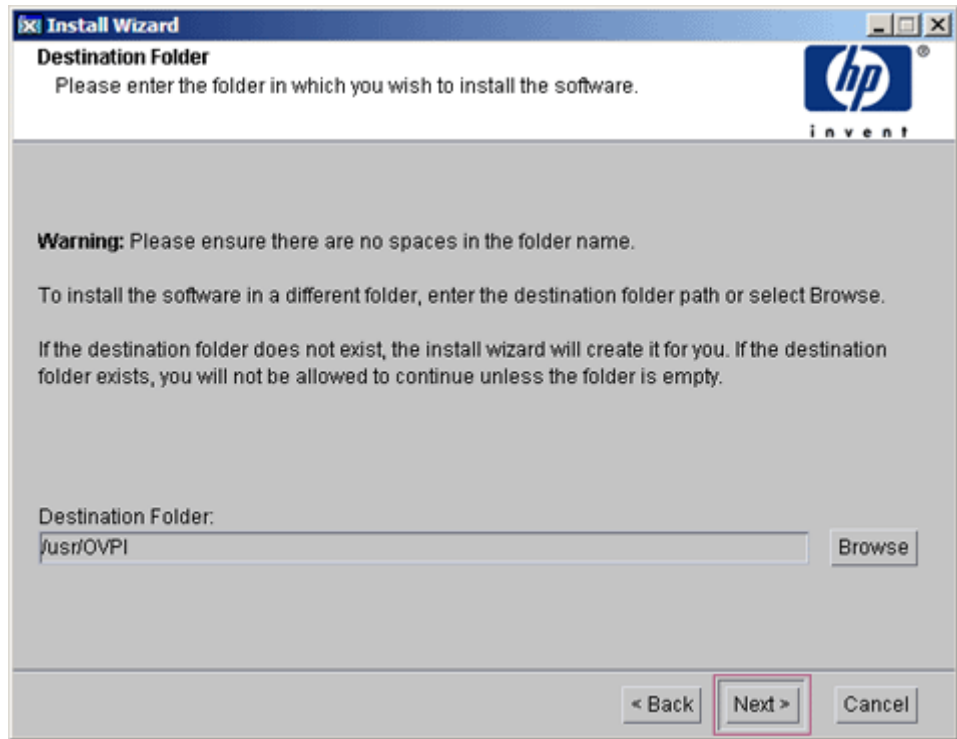 Install Wizard
Destination Folder
Please enter the folder in which you wish to install the software.
hp
®
invent
Warning: Please ensure there are no spaces in the folder name.
To install the software in a different folder, enter the destination folder path or select Browse.
If the destination folder does not exist, the install wizard will create it for you. If the destination
folder exists, you will not be allowed to continue unless the folder is empty.
Destination Folder:
/usr/OVPI
Browse
< Back
Next >
Cancel